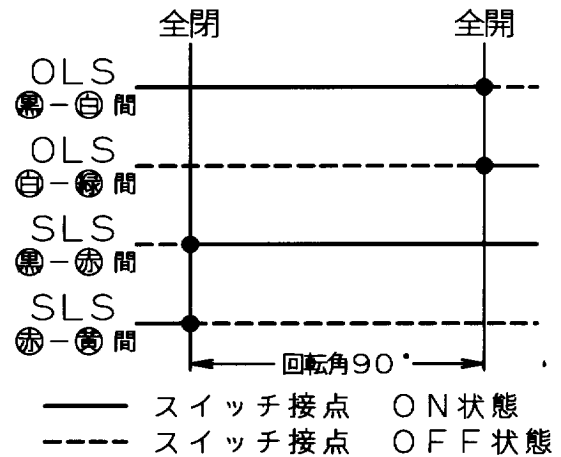 全閉 全開
OLS
黒-白 間
OLS
白-緑 間
SLS
黒-赤 間
SLS
赤-黄 間
回転角90°
スイッチ接点 ON状態
スイッチ接点 OFF状態